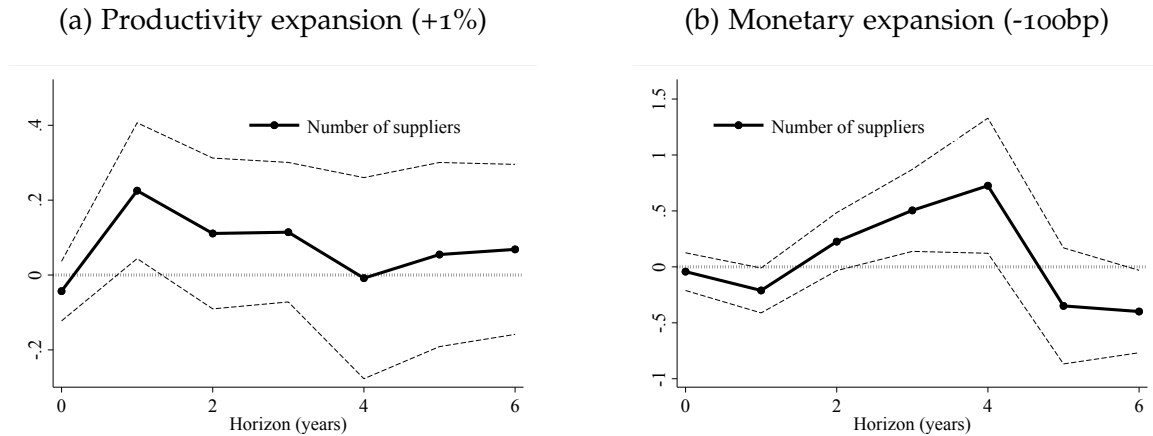 (a) Productivity expansion (+1%)
(b) Monetary expansion (-100bp)
.4
.2
0
-.2
Number of suppliers
0 2 4 6
Horizon (years)
1.5
1
.5
0
-.5
-1
Number of suppliers
0 2 4 6
Horizon (years)